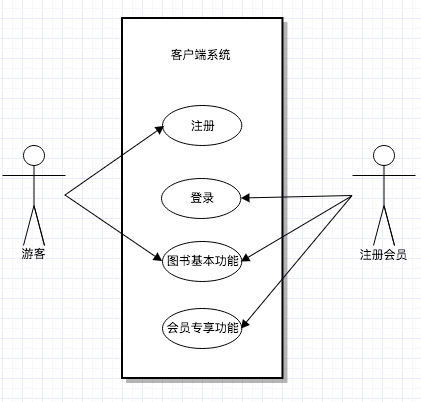 客户端系统
注册
登录
图书基本功能
会员专享功能
游客
注册会员